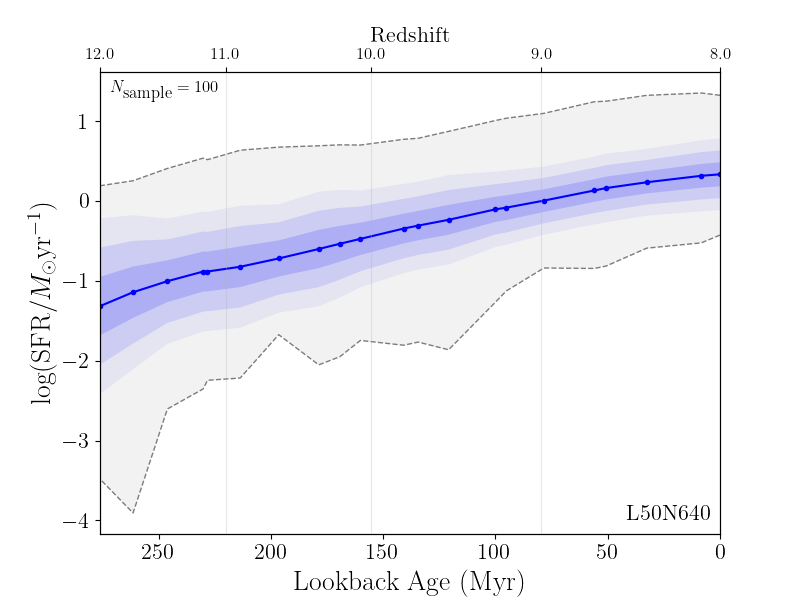 Redshift
12.0 11.0 10.0 9.0 8.0
N_sample = 100
log(SFR/M⊙yr⁻¹)
1
0
−1
−2
−3
−4
L50N640
250 200 150 100 50 0
Lookback Age (Myr)